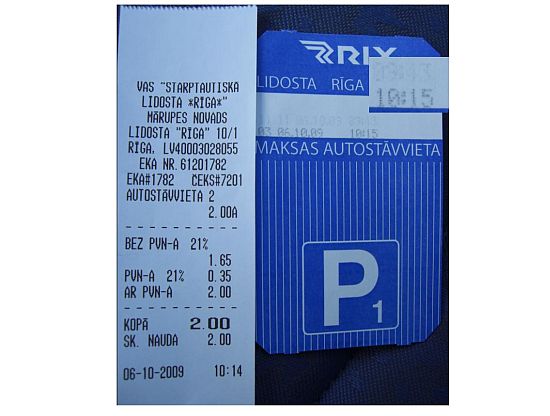 VAS "STARPTAUTISKA
LIDOSTA *RĪGA*"
MĀRUPES NOVADS
LIDOSTA "RĪGA" 10/1
RĪGA, LV40003028055
EKA NR.61201782
EKA#1782 ČEKS#7201
AUTOSTĀVVIETA 2
2.00A
BEZ PVN-A 21%
1.65
PVN-A 21% 0.35
AR PVN-A 2.00
KOPĀ 2.00
SK. NAUDA 2.00
06-10-2009 10:14
RIX
LIDOSTA RĪGA
10:15
03 06.10.09 10:15
MAKSAS AUTOSTĀVVIETA
P1